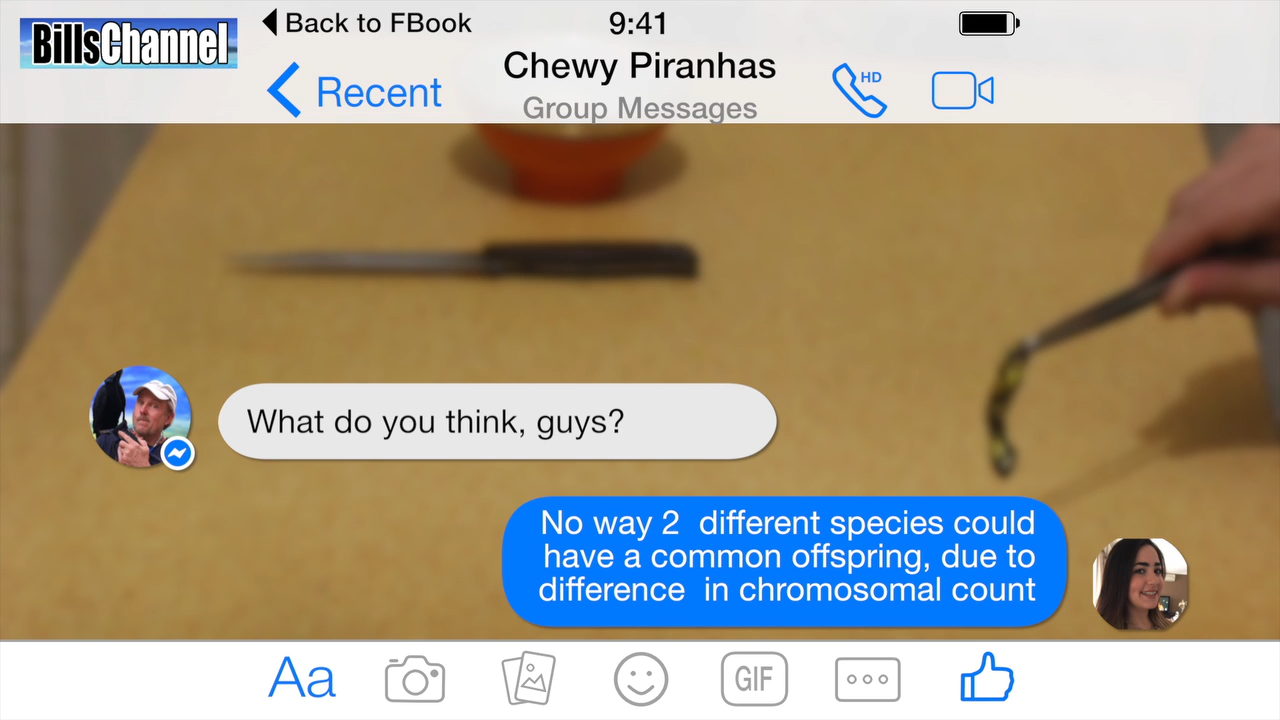 BillsChannel
Back to FBook
9:41
Recent
Chewy Piranhas
Group Messages
HD
What do you think, guys?
No way 2  different species could
have a common offspring, due to
difference  in chromosomal count
Aa
GIF